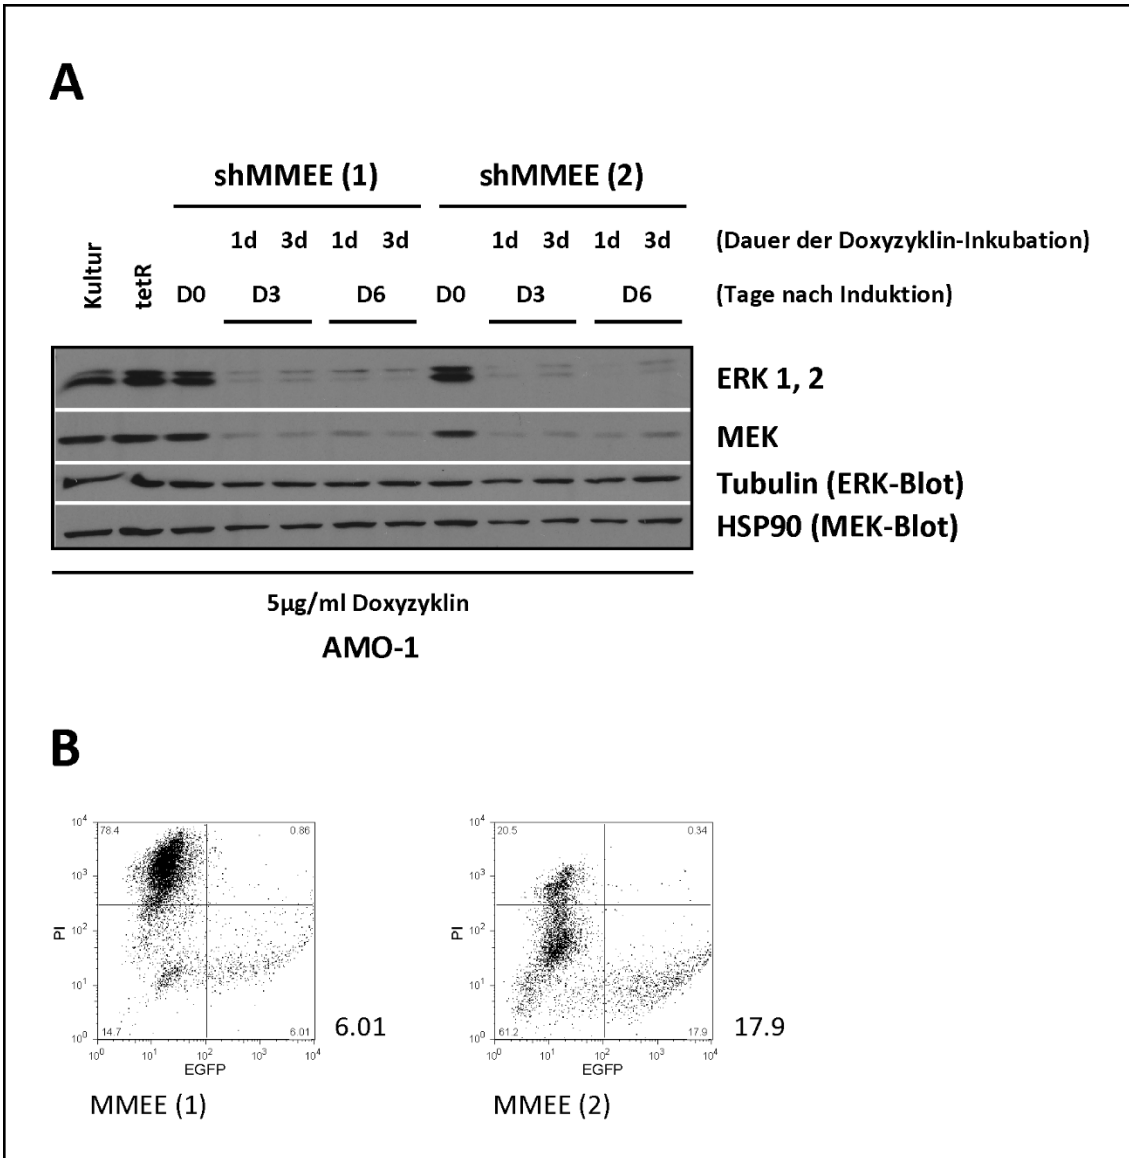 A
shMMEE (1) shMMEE (2)
1d 3d 1d 3d 1d 3d 1d 3d (Dauer der Doxyzyklin-Inkubation)
Kultur tetR D0 D3 D6 D0 D3 D6 (Tage nach Induktion)
ERK 1, 2
MEK
Tubulin (ERK-Blot)
HSP90 (MEK-Blot)
5µg/ml Doxyzyklin
AMO-1
B
10⁴ 78.4 0.86
10³
PI
10²
10¹
10⁰ 14.7 6.01
10⁰ 10¹ 10² 10³ 10⁴
EGFP
6.01
MMEE (1)
10⁴ 20.5 0.34
10³
PI
10²
10¹
10⁰ 61.2 17.9
10⁰ 10¹ 10² 10³ 10⁴
EGFP
17.9
MMEE (2)